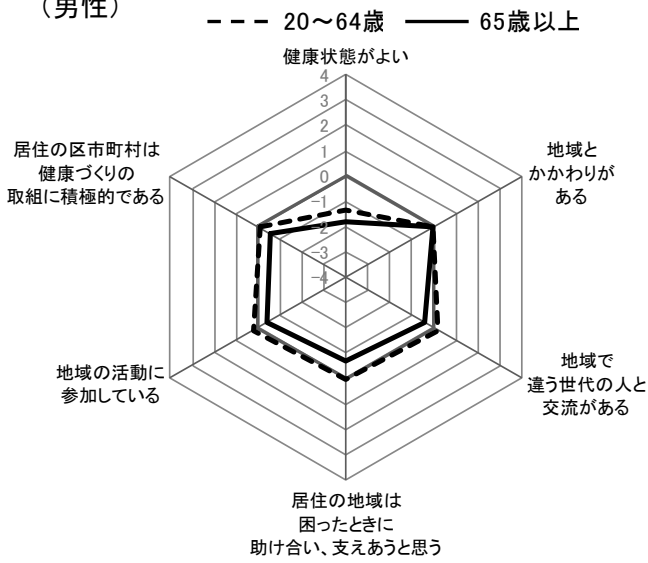 （男性）
20～64歳 65歳以上
健康状態がよい
4
3
2
1
0
-1
-2
-3
-4
地域と
かかわりが
ある
地域で
違う世代の人と
交流がある
居住の地域は
困ったときに
助け合い、支えあうと思う
地域の活動に
参加している
居住の区市町村は
健康づくりの
取組に積極的である